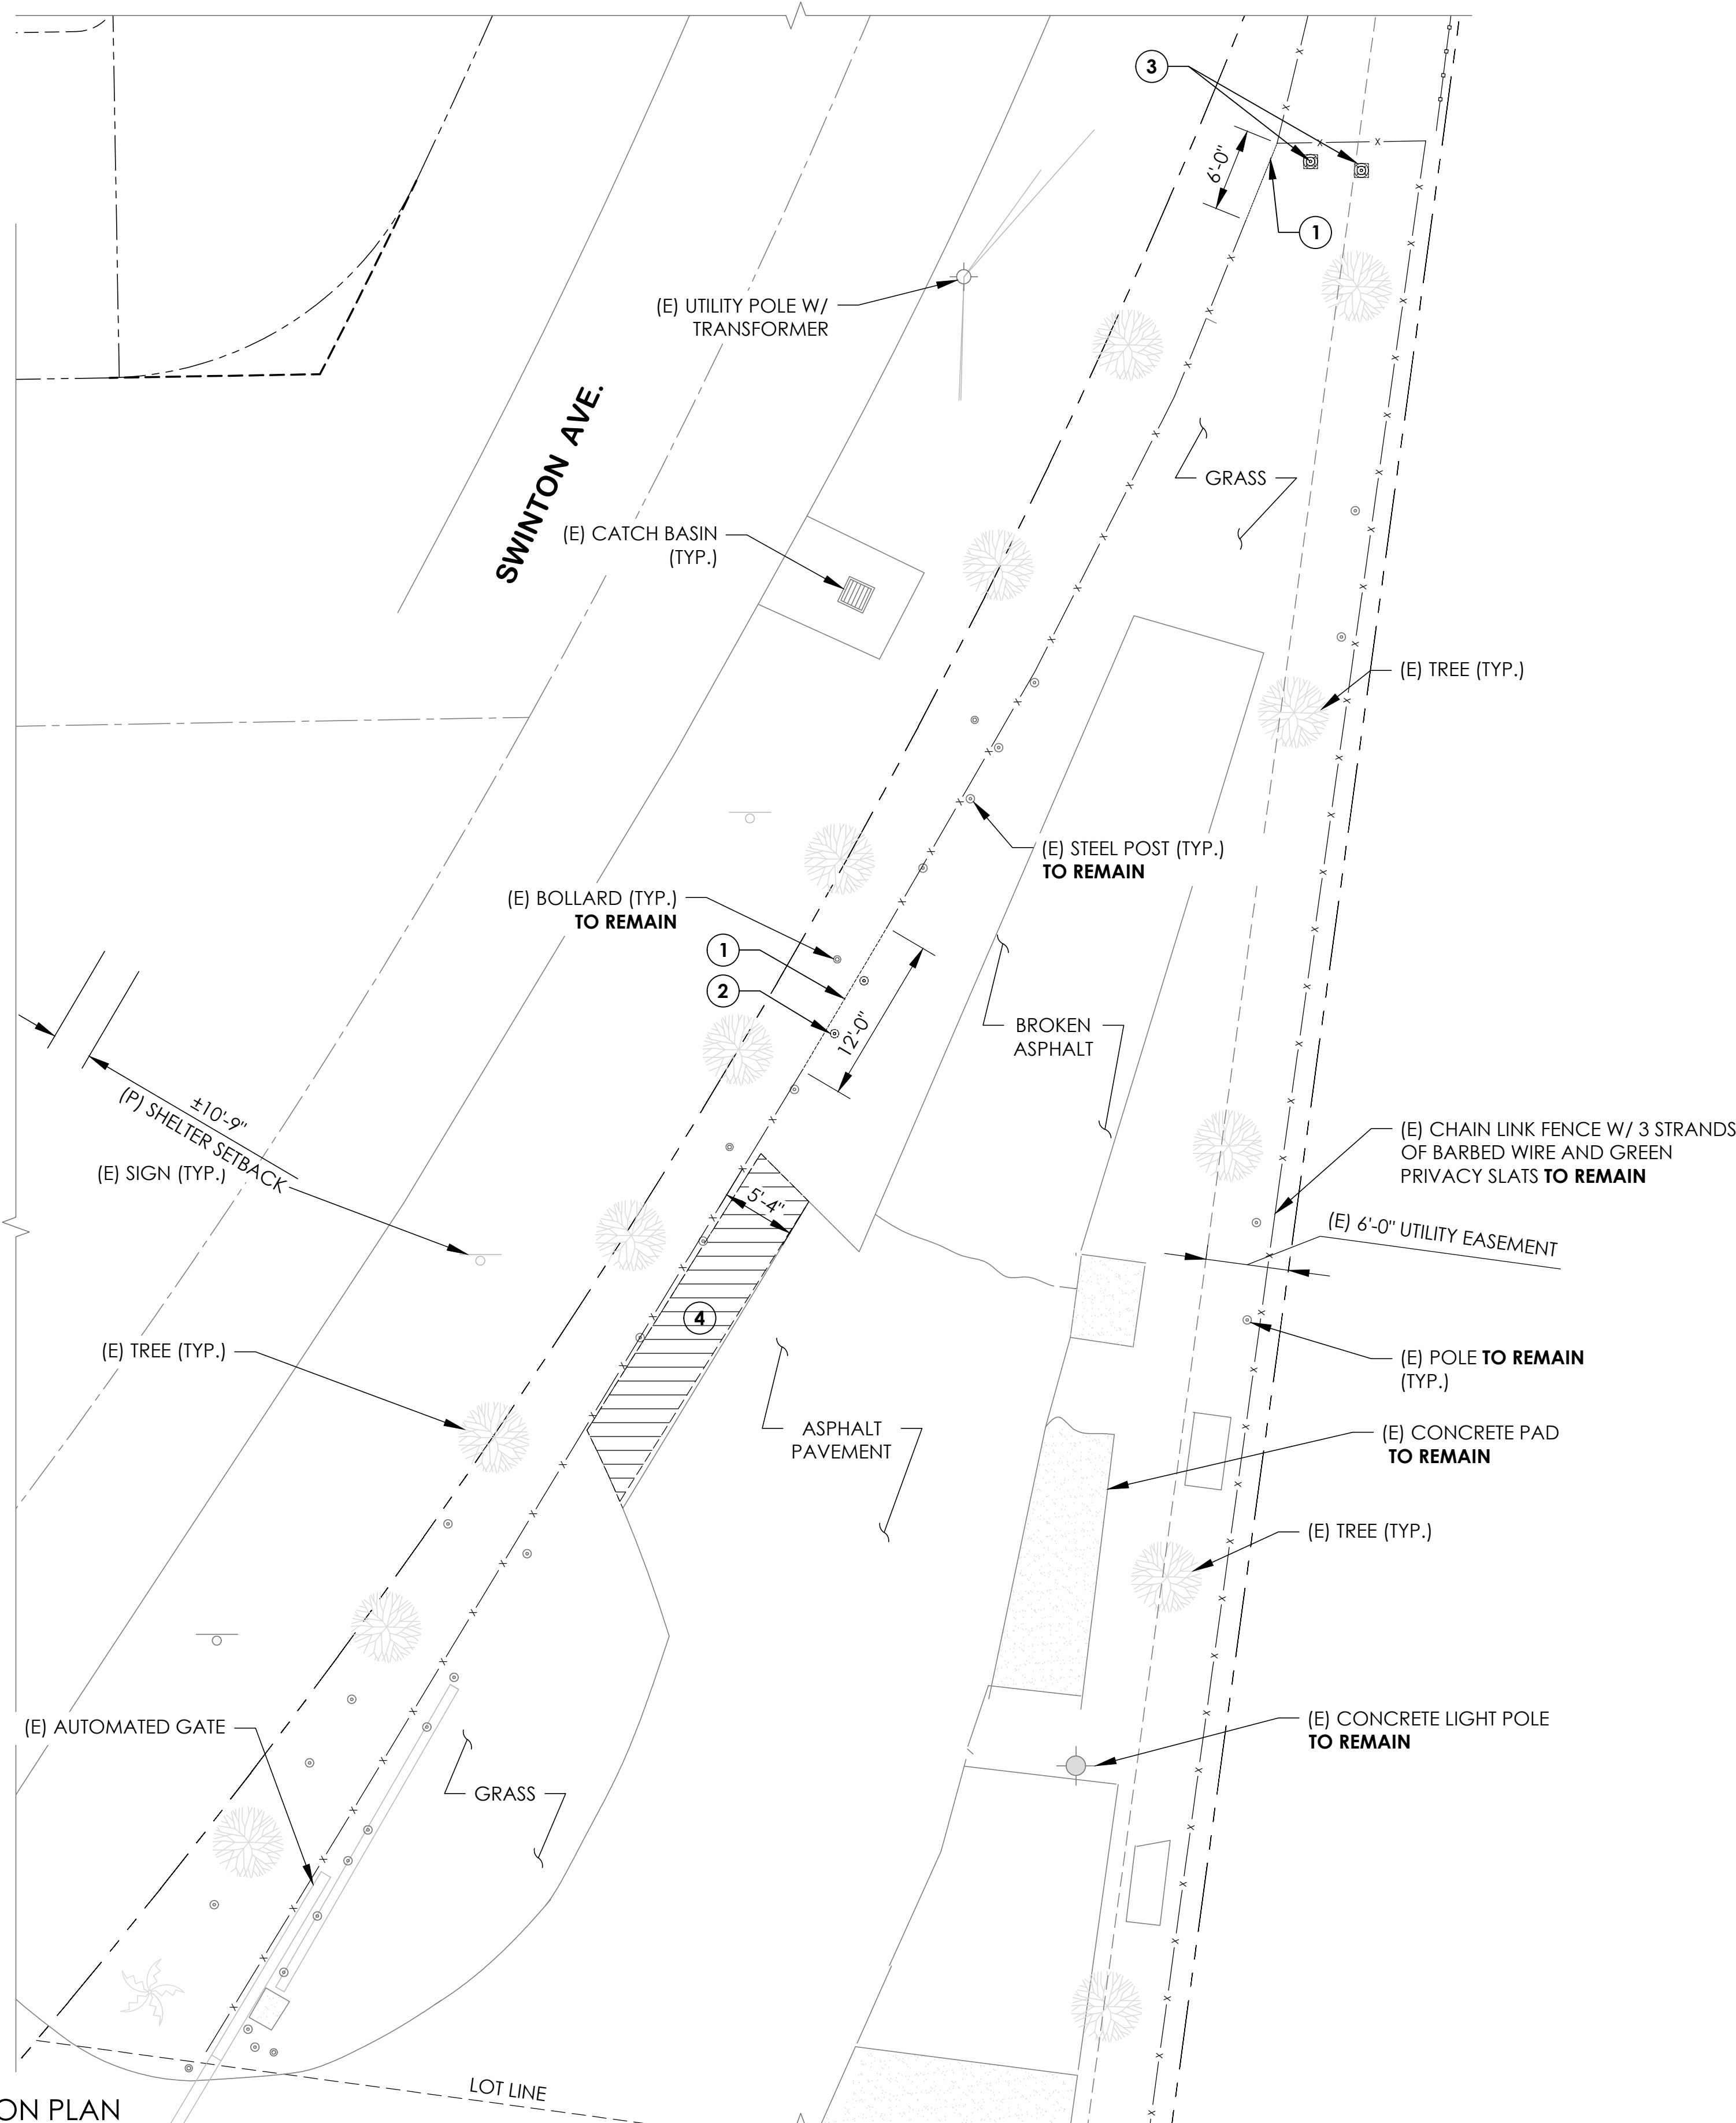 3
6'-0"
1
(E) UTILITY POLE W/
TRANSFORMER
SWINTON AVE.
GRASS
(E) CATCH BASIN
(TYP.)
(E) TREE (TYP.)
(E) STEEL POST (TYP.)
TO REMAIN
(E) BOLLARD (TYP.)
TO REMAIN
1
2
12'-0"
BROKEN
ASPHALT
±10'-9"
(P) SHELTER SETBACK
(E) SIGN (TYP.)
5'-4"
(E) CHAIN LINK FENCE W/ 3 STRANDS
OF BARBED WIRE AND GREEN
PRIVACY SLATS TO REMAIN
(E) 6'-0" UTILITY EASEMENT
4
(E) TREE (TYP.)
(E) POLE TO REMAIN
(TYP.)
ASPHALT
PAVEMENT
(E) CONCRETE PAD
TO REMAIN
(E) TREE (TYP.)
(E) AUTOMATED GATE
(E) CONCRETE LIGHT POLE
TO REMAIN
GRASS
LOT LINE
ON PLAN